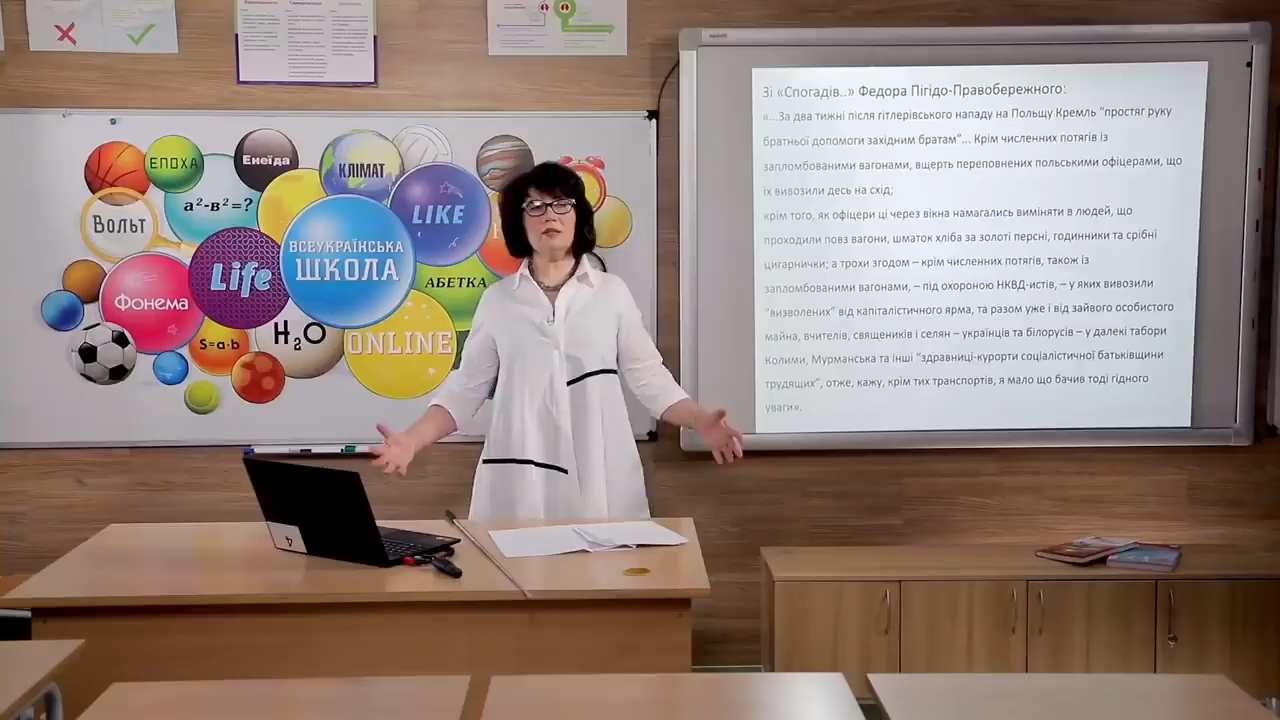 ЕПОХА
Енеїда
КЛІМАТ
Вольт
a²-в²=?
LIKE
ВСЕУКРАЇНСЬКА
ШКОЛА
Life
АБЕТКА
Фонема
S=a·b
H₂O
ONLINE
Зі «Спогадів..» Федора Пігідо-Правобережного:
«...За два тижні після гітлерівського нападу на Польщу Кремль "простяг руку
братньої допомоги західним братам"... Крім численних потягів із
запломбованими вагонами, вщерть переповнених польськими офіцерами, що
їх вивозили десь на схід;
крім того, як офіцери ці через вікна намагались виміняти в людей, що
проходили повз вагони, шматок хліба за золоті персні, годинники та срібні
цигарнички; а трохи згодом – крім численних потягів, також із
запломбованими вагонами, – під охороною НКВД-истів, – у яких вивозили
"визволених" від капіталістичного ярма, та разом уже і від зайвого особистого
майна, вчителів, священиків і селян – українців та білорусів – у далекі табори
Колими, Мурманська та інші "здравниці-курорти соціалістичної батьківщини
трудящих", отже, кажу, крім тих транспортів, я мало що бачив тоді гідного
уваги».